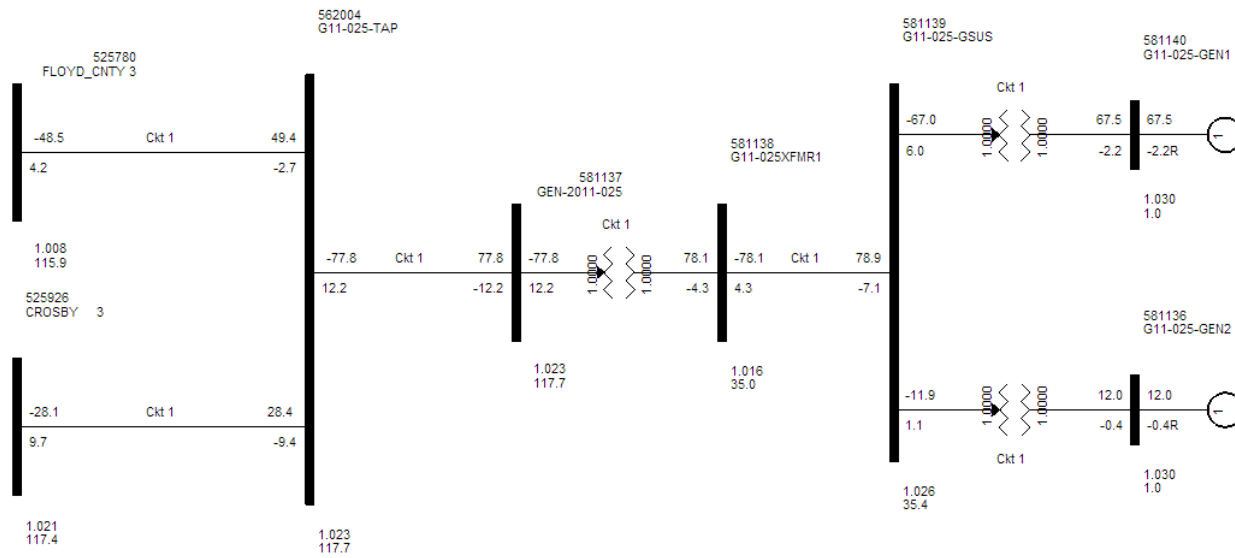 562004
G11-025-TAP
525780
FLOYD_CNTY 3
-48.5 Ckt 1 49.4
4.2 -2.7
1.008
115.9
525926
CROSBY 3
-28.1 Ckt 1 28.4
9.7 -9.4
1.021
117.4
1.023
117.7
-77.8 Ckt 1 77.8
12.2 -12.2
581137
GEN-2011-025
Ckt 1
-77.8 1.0000 1.0000 78.1
12.2 -4.3
1.023
117.7
581138
G11-025XFMR1
-78.1 Ckt 1 78.9
4.3 -7.1
1.016
35.0
581139
G11-025-GSUS
Ckt 1
-67.0 1.0000 1.0000 67.5
6.0 -2.2
581140
G11-025-GEN1
67.5 1
-2.2R
1.030
1.0
-11.9 1.0000 1.0000 12.0
1.1 -0.4
Ckt 1
581136
G11-025-GEN2
12.0 1
-0.4R
1.030
1.0
1.026
35.4